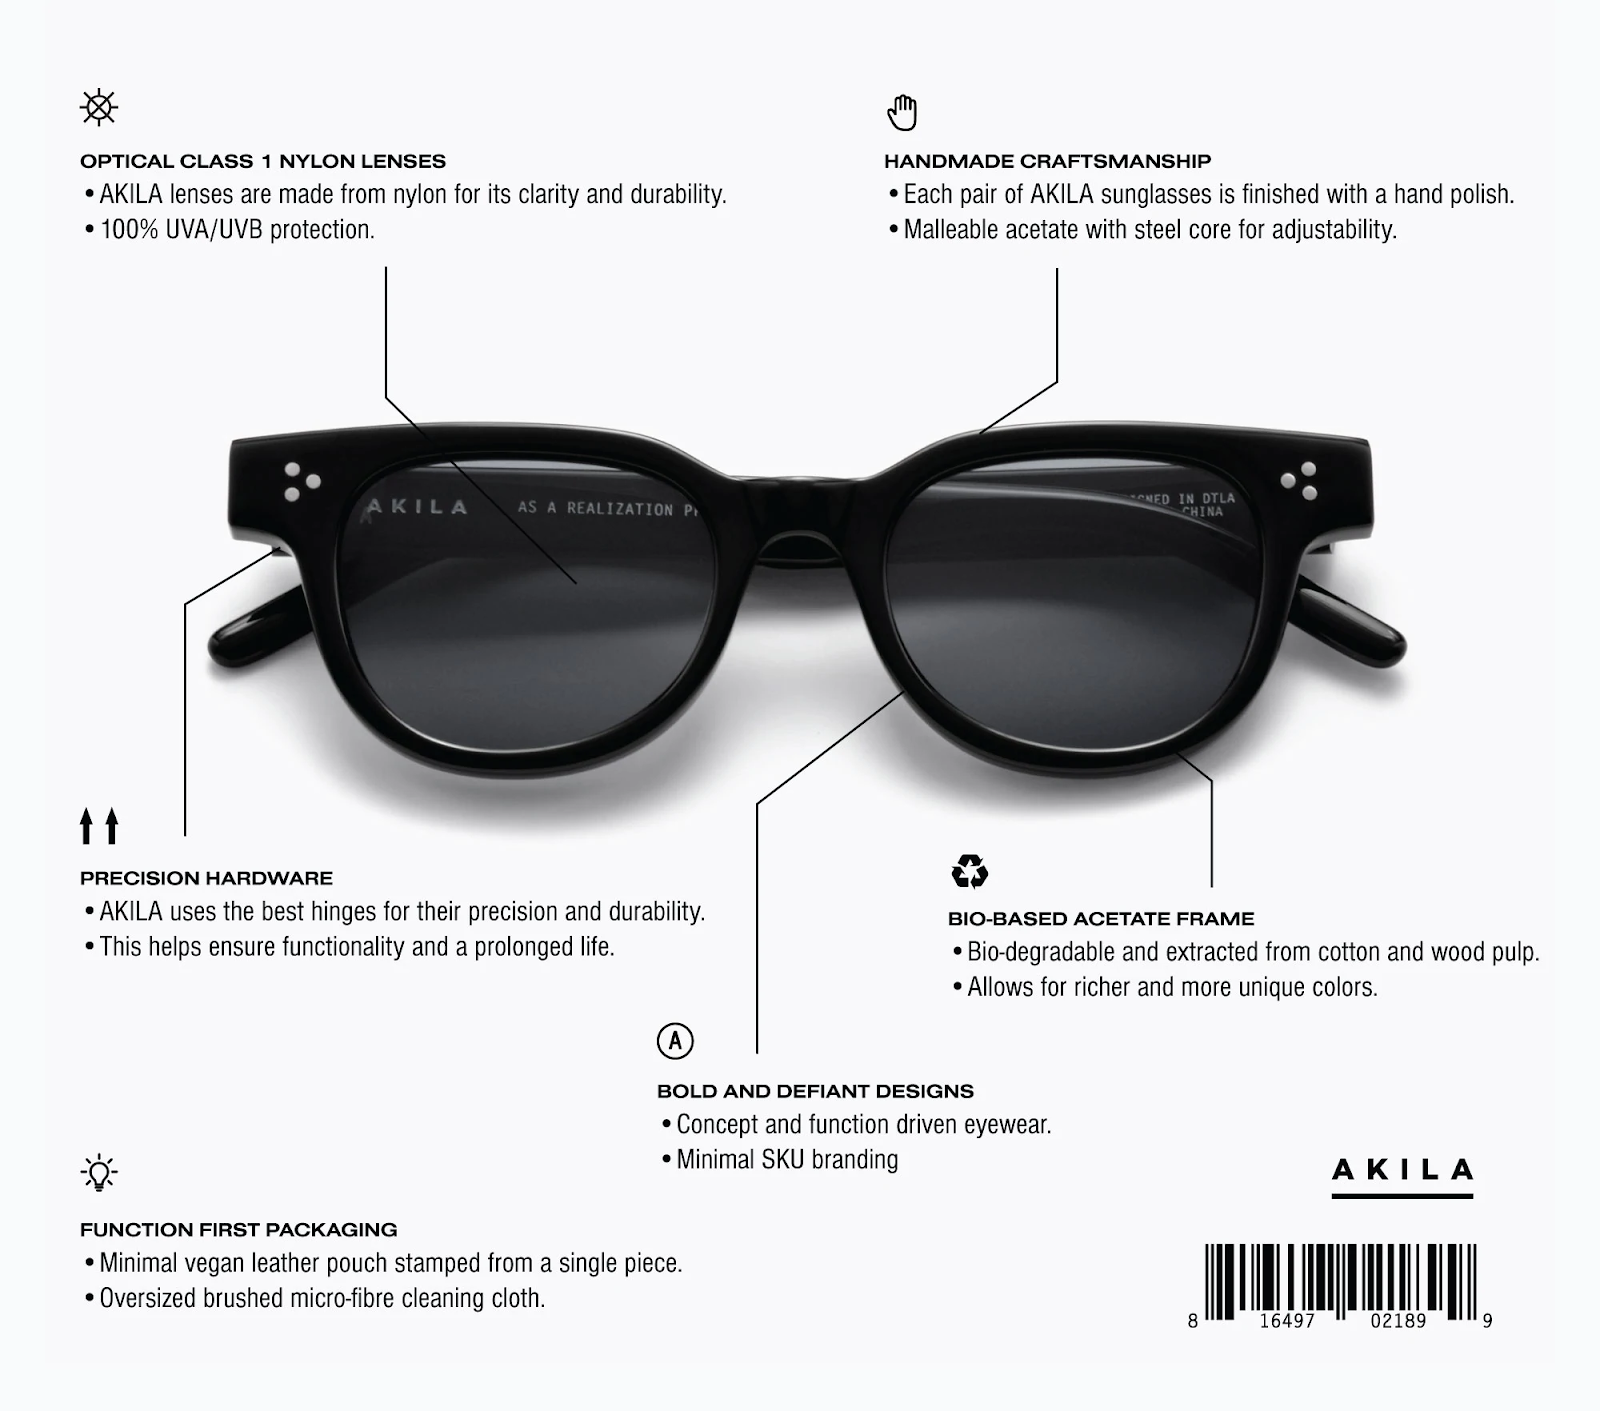 OPTICAL CLASS 1 NYLON LENSES
• AKILA lenses are made from nylon for its clarity and durability.
• 100% UVA/UVB protection.
HANDMADE CRAFTSMANSHIP
• Each pair of AKILA sunglasses is finished with a hand polish.
• Malleable acetate with steel core for adjustability.
AKILA AS A REALIZATION
IN DTLA
CHINA
PRECISION HARDWARE
• AKILA uses the best hinges for their precision and durability.
• This helps ensure functionality and a prolonged life.
BIO-BASED ACETATE FRAME
• Bio-degradable and extracted from cotton and wood pulp.
• Allows for richer and more unique colors.
A
BOLD AND DEFIANT DESIGNS
• Concept and function driven eyewear.
• Minimal SKU branding
FUNCTION FIRST PACKAGING
• Minimal vegan leather pouch stamped from a single piece.
• Oversized brushed micro-fibre cleaning cloth.
AKILA
8 16497 02189 9